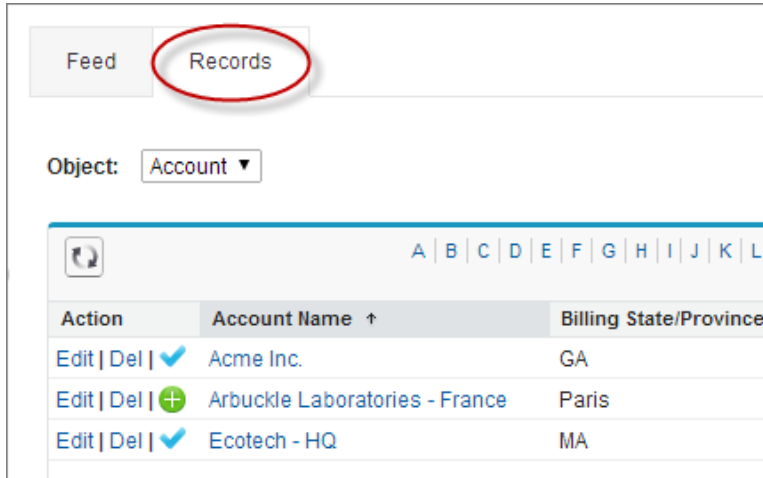 Feed Records
Object: Account ▼
A | B | C | D | E | F | G | H | I | J | K | L
Action Account Name ↑ Billing State/Province
Edit | Del | Acme Inc. GA
Edit | Del | Arbuckle Laboratories - France Paris
Edit | Del | Ecotech - HQ MA